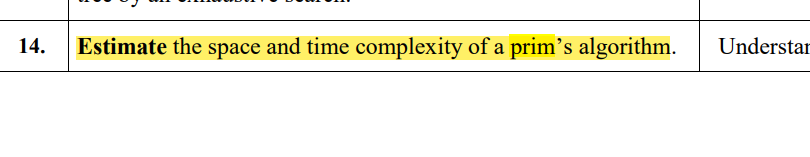 14. Estimate the space and time complexity of a prim's algorithm.